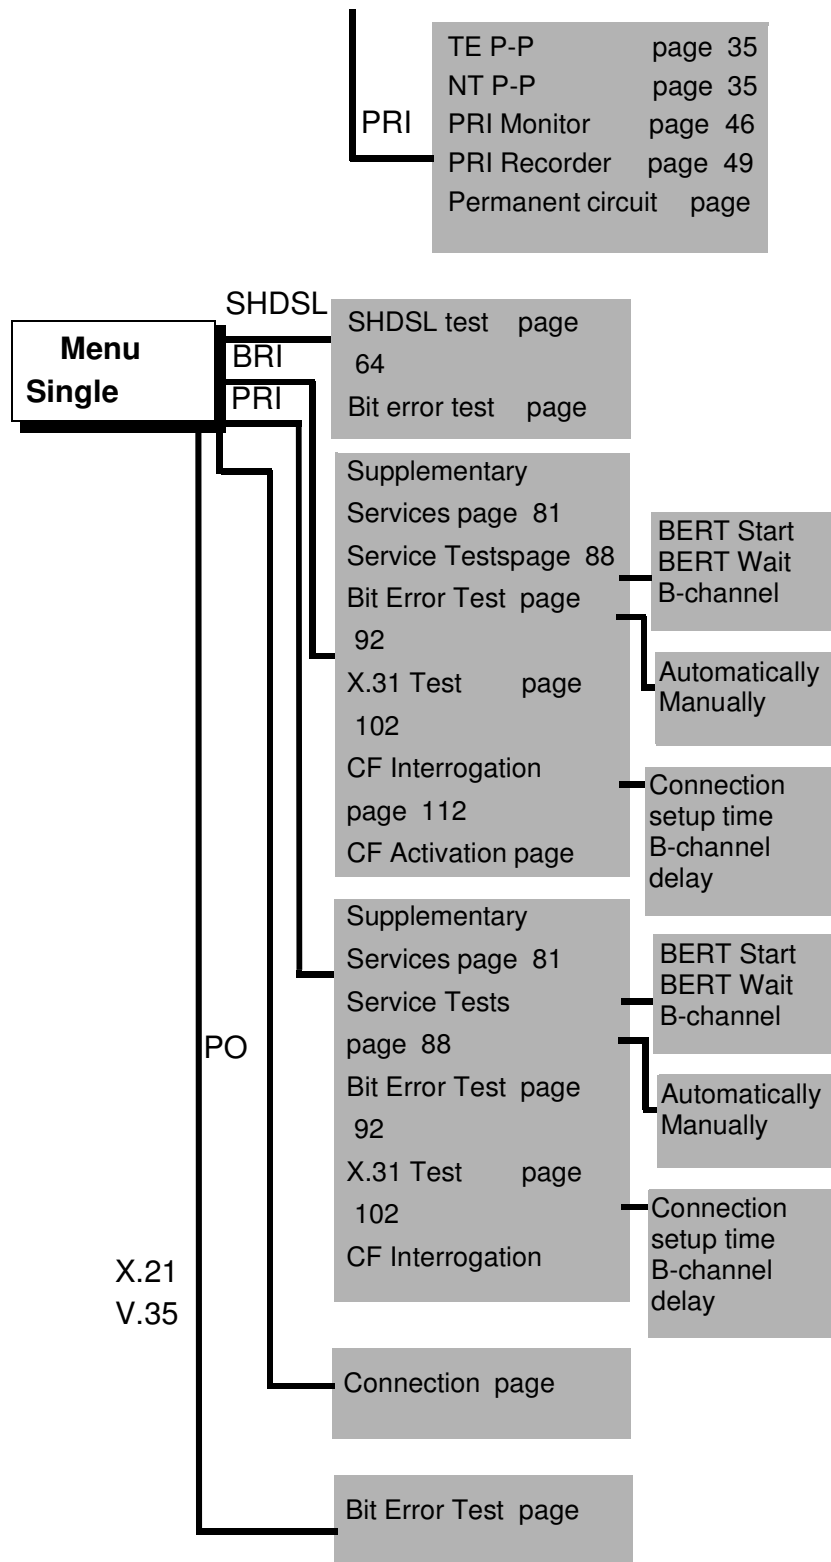 TE P-P page 35
NT P-P page 35
PRI
PRI Monitor page 46
PRI Recorder page 49
Permanent circuit page
Menu
Single
SHDSL
BRI
PRI
SHDSL test page
64
Bit error test page
Supplementary
Services page 81
Service Testspage 88
Bit Error Test page
92
X.31 Test page
102
CF Interrogation
page 112
CF Activation page
BERT Start
BERT Wait
B-channel
Automatically
Manually
Connection
setup time
B-channel
delay
Supplementary
Services page 81
Service Tests
page 88
Bit Error Test page
92
X.31 Test page
102
CF Interrogation
BERT Start
BERT Wait
B-channel
Automatically
Manually
Connection
setup time
B-channel
delay
PO
Connection page
X.21
V.35
Bit Error Test page